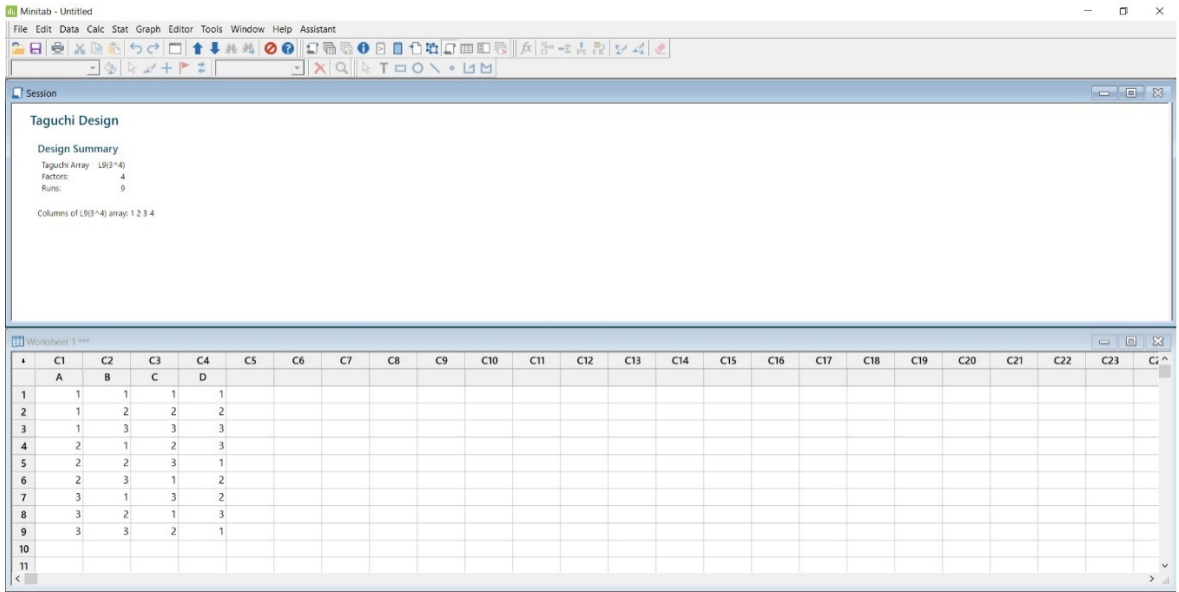 Minitab - Untitled
File Edit Data Calc Stat Graph Editor Tools Window Help Assistant
Session
Taguchi Design
Design Summary
Taguchi Array L9(3^4)
Factors: 4
Runs: 9
Columns of L9(3^4) array: 1 2 3 4
Worksheet 1 ***
C1 C2 C3 C4 C5 C6 C7 C8 C9 C10 C11 C12 C13 C14 C15 C16 C17 C18 C19 C20 C21 C22 C23
A B C D
1 1 1 1 1
2 1 2 2 2
3 1 3 3 3
4 2 1 2 3
5 2 2 3 1
6 2 3 1 2
7 3 1 3 2
8 3 2 1 3
9 3 3 2 1
10
11